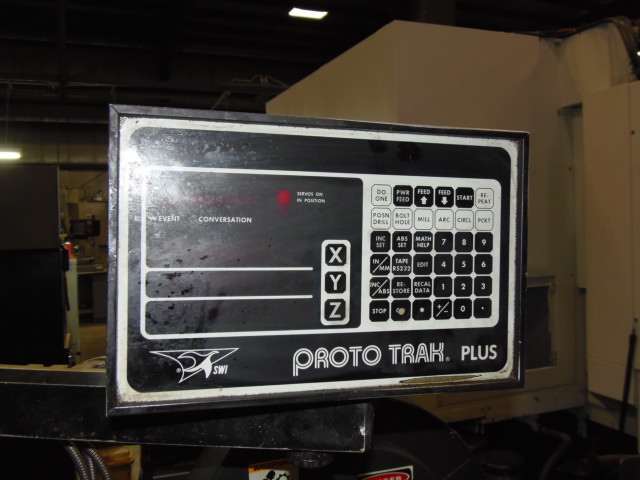 SERVOS ON
IN POSITION
EVENT CONVERSATION
X
Y
Z
DO ONE PWR FEED FEED FEED START RE-PEAT
POSN DRILL BOLT HOLE MILL ARC CIRCL PCKT
INC SET ABS SET MATH HELP 7 8 9
IN/MM TAPE RS232 EDIT 4 5 6
INC/ABS RE-STORE RECAL DATA 1 2 3
STOP +/- 0 .
SWI
PROTO TRAK® PLUS